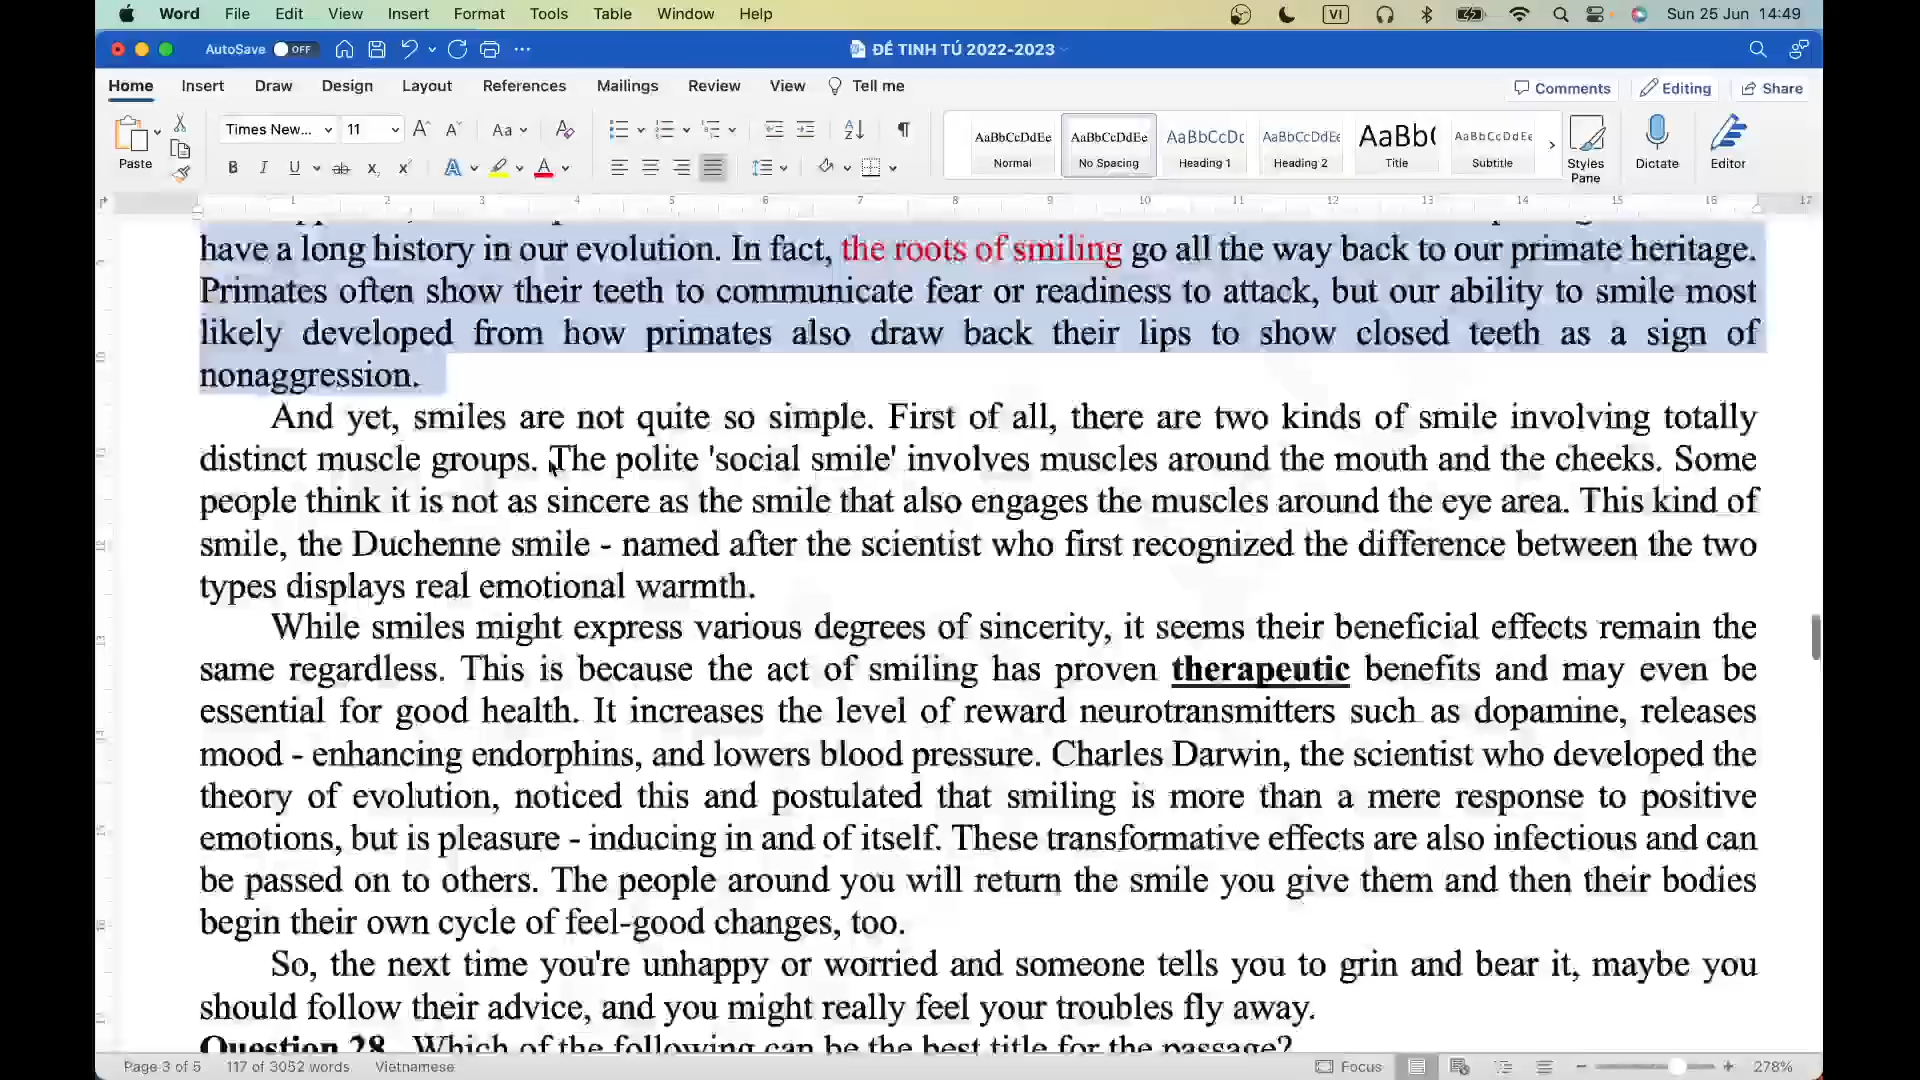 Word File Edit View Insert Format Tools Table Window Help VI Sun 25 Jun 14:49
AutoSave OFF ĐỀ TINH TÚ 2022-2023
Home Insert Draw Design Layout References Mailings Review View Tell me Comments Editing Share
Paste Times New... 11 Aa
AaBbCcDdEe AaBbCcDdEe AaBbCcDc AaBbCcDdEe AaBb( AaBbCcDdEe
Normal No Spacing Heading 1 Heading 2 Title Subtitle Styles Pane Dictate Editor
1 2 3 4 5 6 7 8 9 10 11 12 13 14 15 16 17
have a long history in our evolution. In fact, the roots of smiling go all the way back to our primate heritage.
Primates often show their teeth to communicate fear or readiness to attack, but our ability to smile most
likely developed from how primates also draw back their lips to show closed teeth as a sign of
nonaggression.
And yet, smiles are not quite so simple. First of all, there are two kinds of smile involving totally
distinct muscle groups. The polite 'social smile' involves muscles around the mouth and the cheeks. Some
people think it is not as sincere as the smile that also engages the muscles around the eye area. This kind of
smile, the Duchenne smile - named after the scientist who first recognized the difference between the two
types displays real emotional warmth.
While smiles might express various degrees of sincerity, it seems their beneficial effects remain the
same regardless. This is because the act of smiling has proven therapeutic benefits and may even be
essential for good health. It increases the level of reward neurotransmitters such as dopamine, releases
mood - enhancing endorphins, and lowers blood pressure. Charles Darwin, the scientist who developed the
theory of evolution, noticed this and postulated that smiling is more than a mere response to positive
emotions, but is pleasure - inducing in and of itself. These transformative effects are also infectious and can
be passed on to others. The people around you will return the smile you give them and then their bodies
begin their own cycle of feel-good changes, too.
So, the next time you're unhappy or worried and someone tells you to grin and bear it, maybe you
should follow their advice, and you might really feel your troubles fly away.
Question 28. Which of the following can be the best title for the passage?
Page 3 of 5 117 of 3052 words Vietnamese Focus 278%